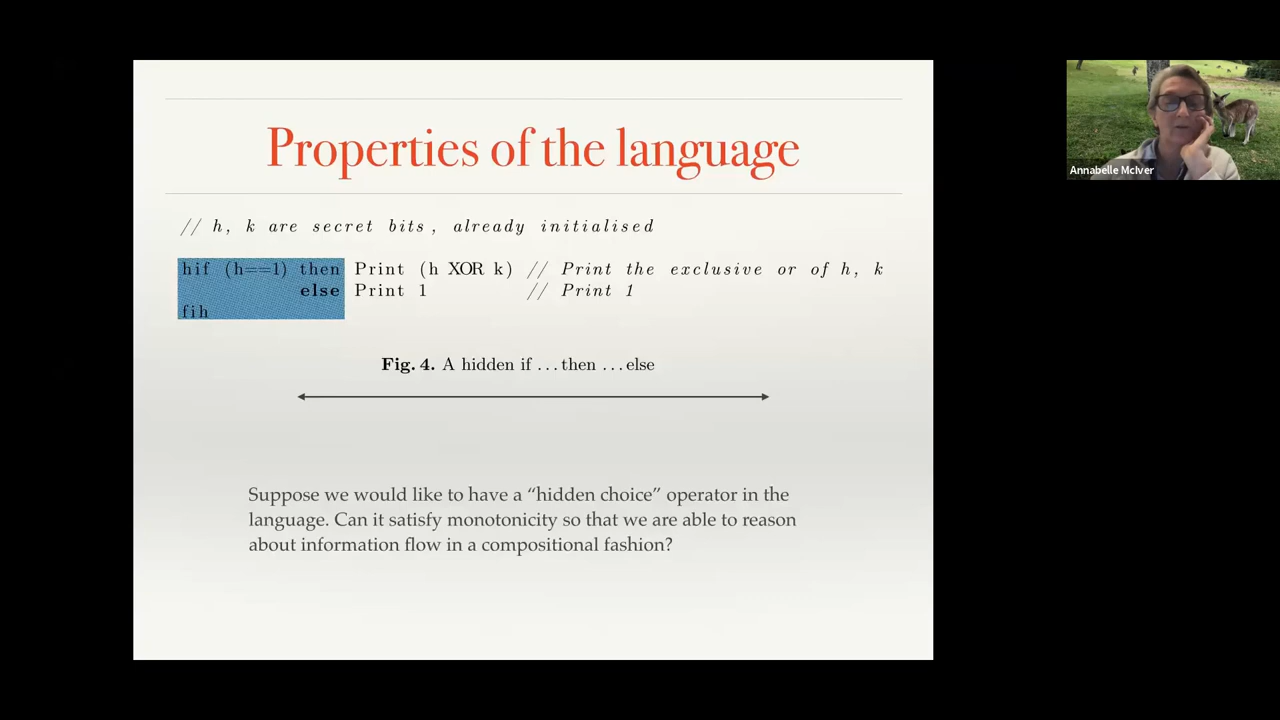 Properties of the language
// h, k are secret bits, already initialised
hif (h==1) then Print (h XOR k) // Print the exclusive or of h, k
else Print 1 // Print 1
fih
Fig. 4. A hidden if ...then ...else
Suppose we would like to have a “hidden choice” operator in the
language. Can it satisfy monotonicity so that we are able to reason
about information flow in a compositional fashion?
Annabelle McIver